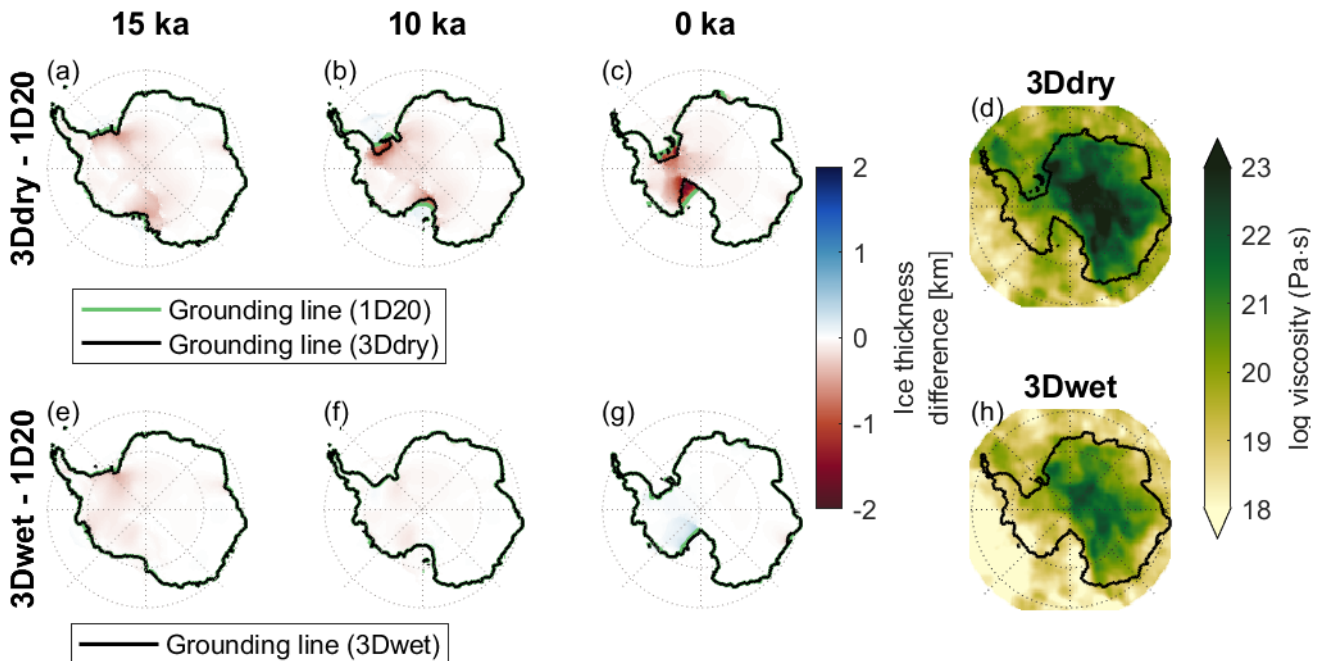 15 ka
10 ka
0 ka
3Ddry - 1D20
(a)
(b)
(c)
3Ddry
(d)
2
1
0
-1
-2
Ice thickness
difference [km]
23
22
21
20
19
18
log viscosity (Pa·s)
Grounding line (1D20)
Grounding line (3Ddry)
3Dwet - 1D20
(e)
(f)
(g)
3Dwet
(h)
Grounding line (3Dwet)